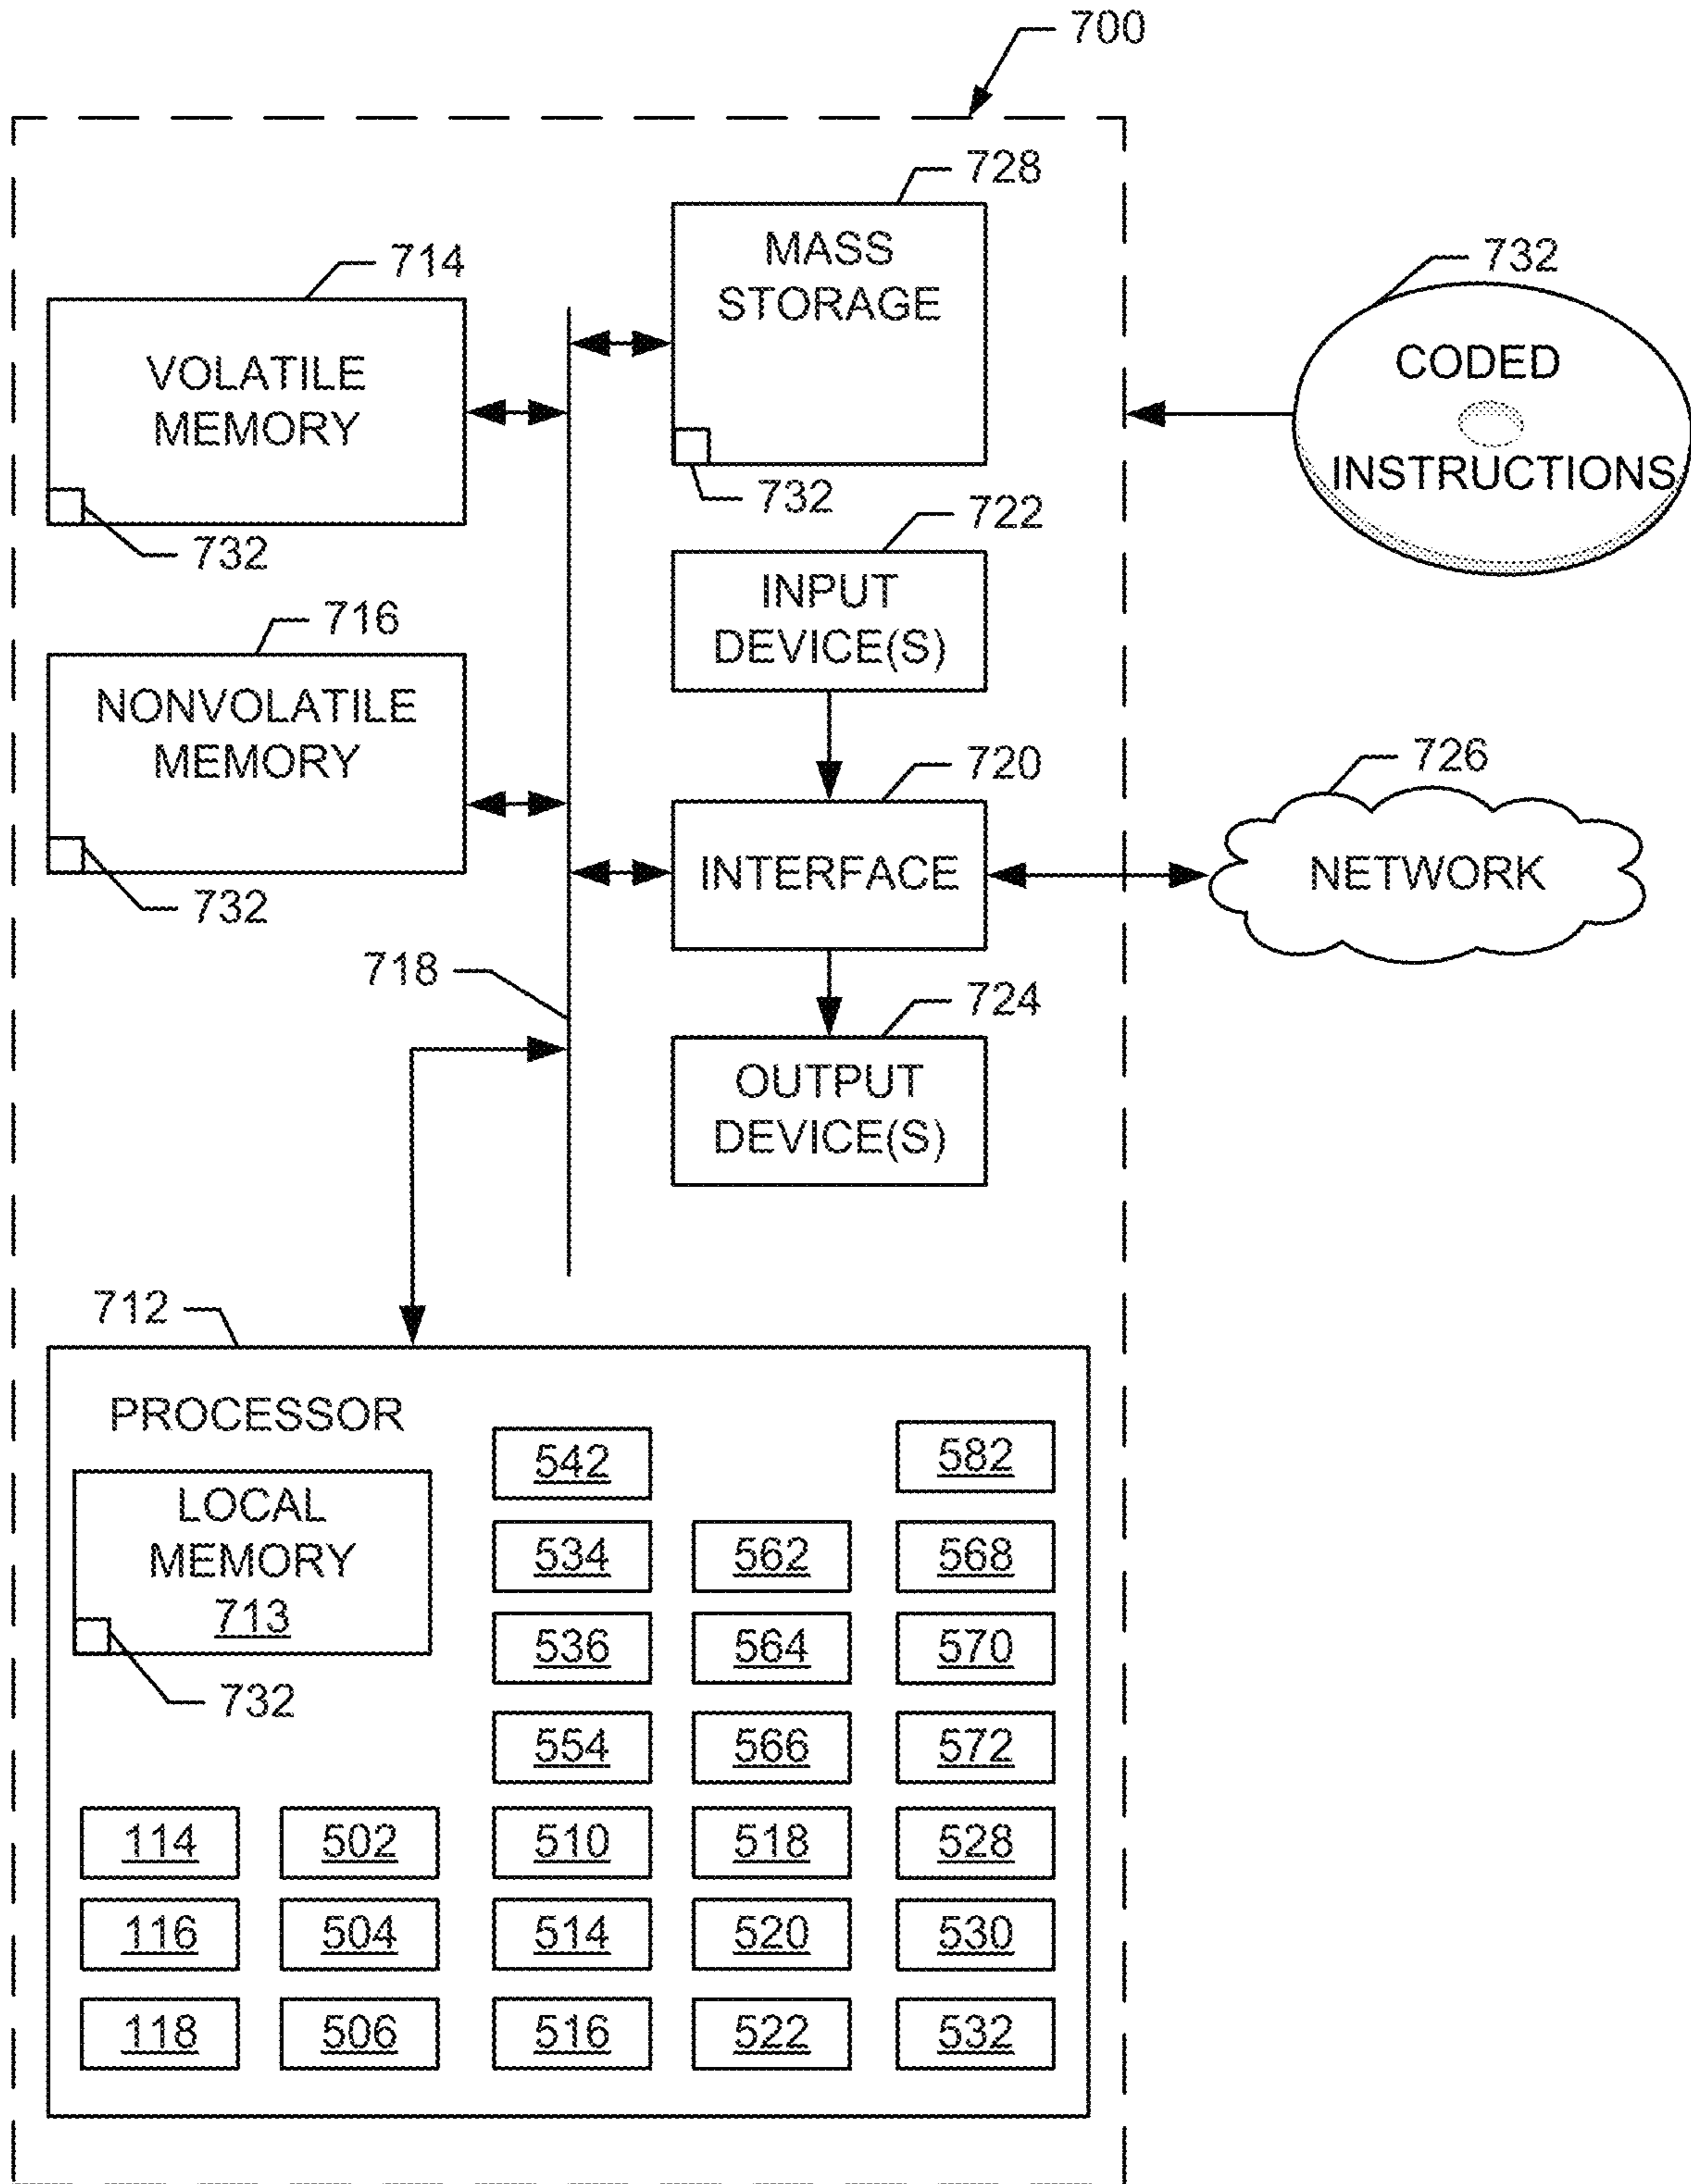 700
728
MASS
STORAGE
732
714
VOLATILE
MEMORY
732
732
CODED
INSTRUCTIONS
722
INPUT
DEVICE(S)
716
NONVOLATILE
MEMORY
732
720
INTERFACE
726
NETWORK
718
724
OUTPUT
DEVICE(S)
712
PROCESSOR
LOCAL
MEMORY
713
732
542 582
534 562 568
536 564 570
554 566 572
114 502 510 518 528
116 504 514 520 530
118 506 516 522 532